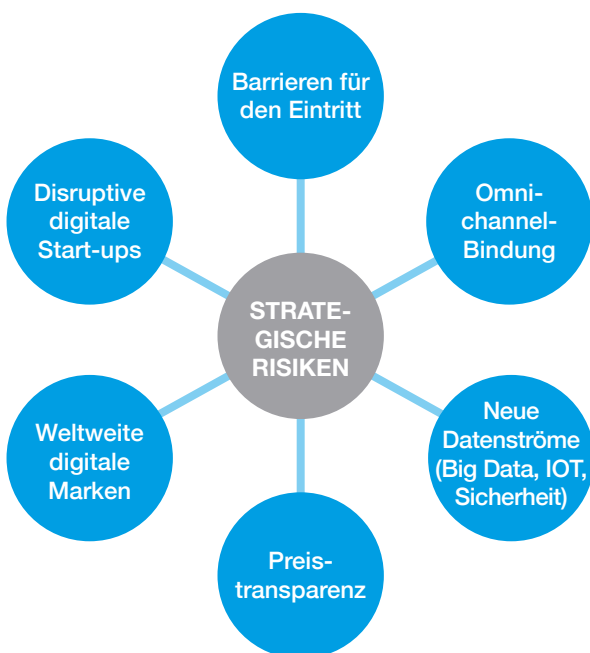 Barrieren für
den Eintritt
Disruptive
digitale
Start-ups
Omni-
channel-
Bindung
STRATE-
GISCHE
RISIKEN
Weltweite
digitale
Marken
Neue
Datenströme
(Big Data, IOT,
Sicherheit)
Preis-
transparenz